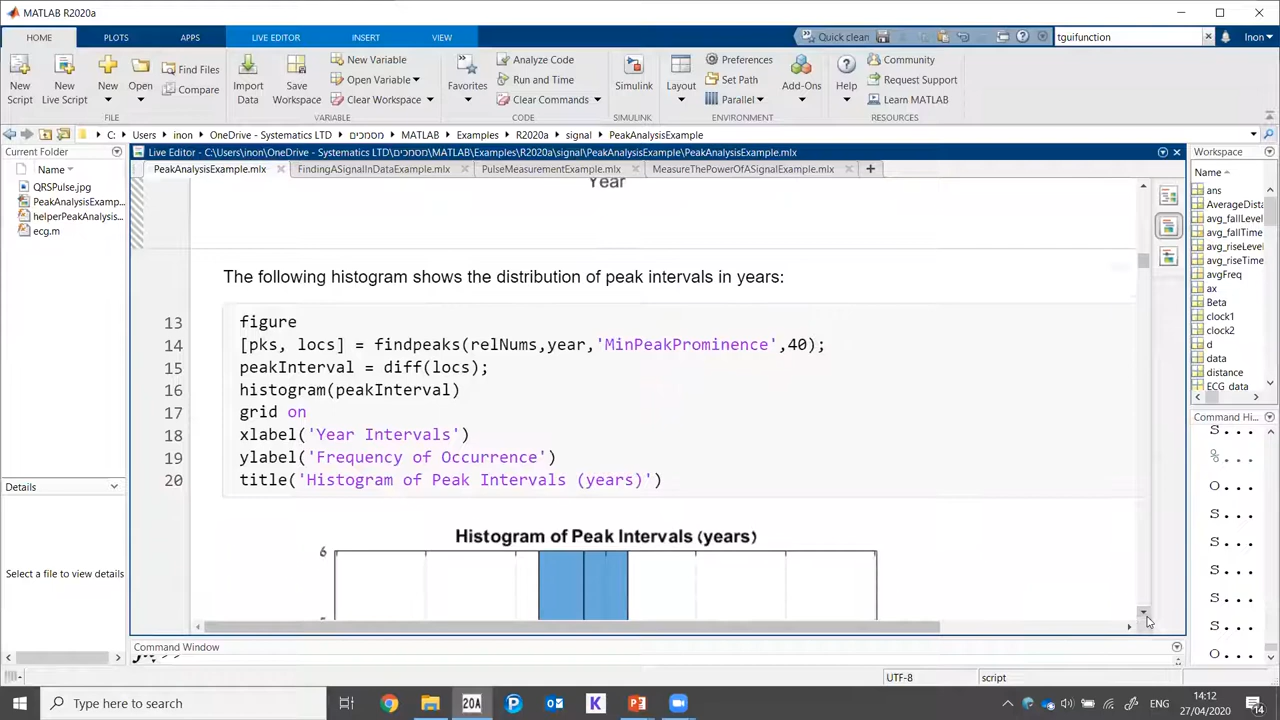 MATLAB R2020a
HOME PLOTS APPS LIVE EDITOR INSERT VIEW Quick clean tguifunction Inon
New Script
New Live Script
New
Open
Find Files
Compare
FILE
Import Data
Save Workspace
New Variable
Open Variable
Clear Workspace
VARIABLE
Favorites
Analyze Code
Run and Time
Clear Commands
CODE
Simulink
SIMULINK
Layout
Preferences
Set Path
Parallel
Add-Ons
ENVIRONMENT
Help
Community
Request Support
Learn MATLAB
RESOURCES
C: Users inon OneDrive - Systematics LTD מסמכים MATLAB Examples R2020a signal PeakAnalysisExample
Current Folder
Name
QRSPulse.jpg
PeakAnalysisExamp...
helperPeakAnalysis...
ecg.m
Details
Select a file to view details
Live Editor - C:\Users\inon\OneDrive - Systematics LTD\מסמכים\MATLAB\Examples\R2020a\signal\PeakAnalysisExample\PeakAnalysisExample.mlx
PeakAnalysisExample.mlx FindingASignalInDataExample.mlx PulseMeasurementExample.mlx MeasureThePowerOfASignalExample.mlx
Year
The following histogram shows the distribution of peak intervals in years:
13 figure
14 [pks, locs] = findpeaks(relNums,year,'MinPeakProminence',40);
15 peakInterval = diff(locs);
16 histogram(peakInterval)
17 grid on
18 xlabel('Year Intervals')
19 ylabel('Frequency of Occurrence')
20 title('Histogram of Peak Intervals (years)')
Histogram of Peak Intervals (years)
6
Command Window
Workspace
Name
ans
AverageDista
avg_fallLevel
avg_fallTime
avg_riseLevel
avg_riseTime
avgFreq
ax
Beta
clock1
clock2
d
data
distance
ECG_data
Command Hi...
S...
%...
O...
S...
S...
S...
S...
S...
O...
UTF-8 script
Type here to search
20A
ENG
14:12
27/04/2020
14